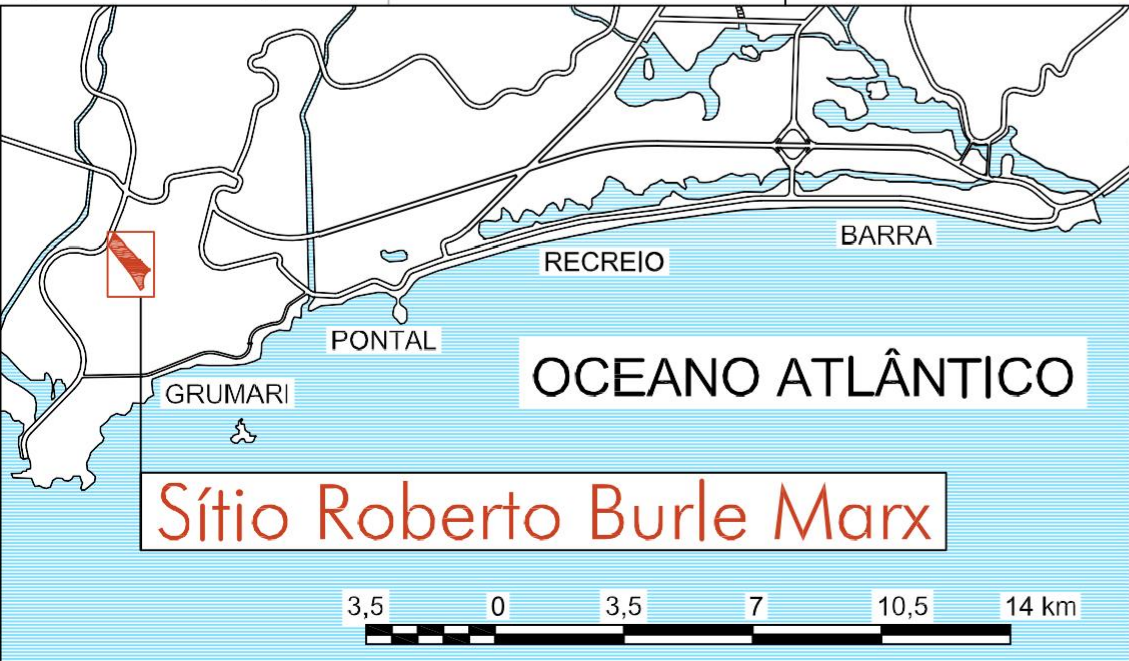 BARRA
RECREIO
PONTAL
OCEANO ATLÂNTICO
GRUMARI
Sítio Roberto Burle Marx
3,5 0 3,5 7 10,5 14 km